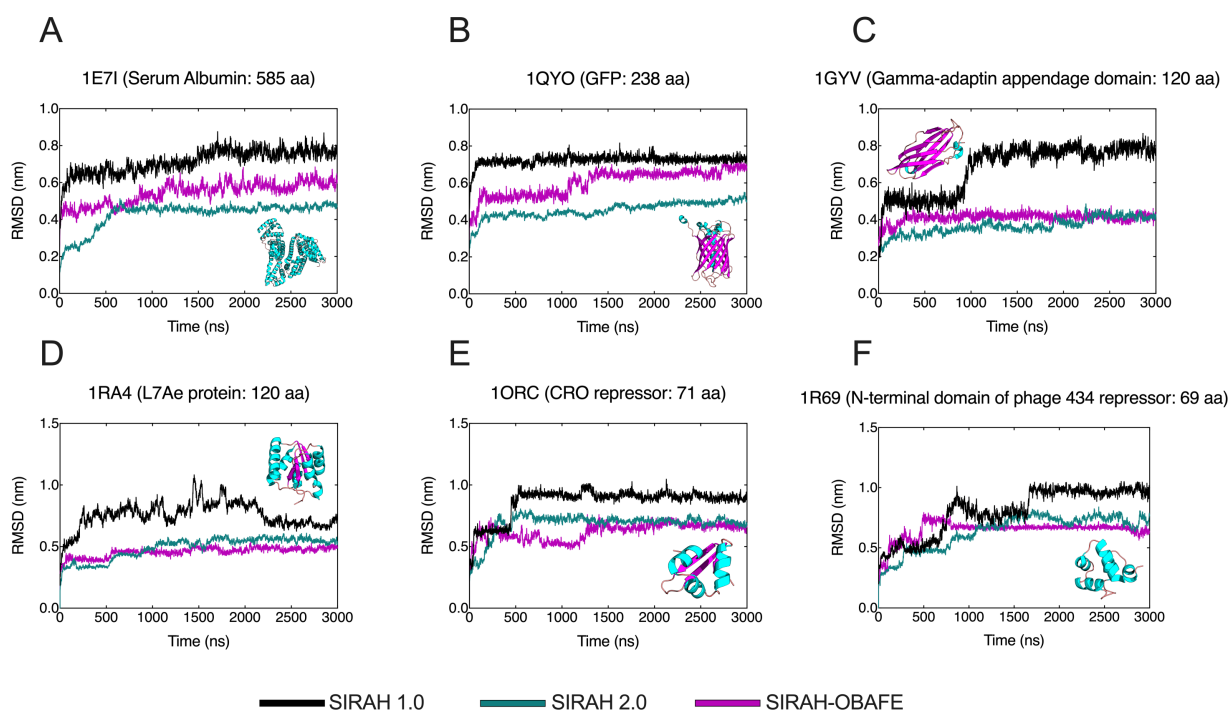 A
B
C
1E7I (Serum Albumin: 585 aa)
1QYO (GFP: 238 aa)
1GYV (Gamma-adaptin appendage domain: 120 aa)
RMSD (nm)
1.0
0.8
0.6
0.4
0.2
0.0
0 500 1000 1500 2000 2500 3000
Time (ns)
RMSD (nm)
1.0
0.8
0.6
0.4
0.2
0.0
0 500 1000 1500 2000 2500 3000
Time (ns)
RMSD (nm)
1.0
0.8
0.6
0.4
0.2
0.0
0 500 1000 1500 2000 2500 3000
Time (ns)
D
E
F
1RA4 (L7Ae protein: 120 aa)
1ORC (CRO repressor: 71 aa)
1R69 (N-terminal domain of phage 434 repressor: 69 aa)
RMSD (nm)
1.5
1.0
0.5
0.0
0 500 1000 1500 2000 2500 3000
Time (ns)
RMSD (nm)
1.5
1.0
0.5
0.0
0 500 1000 1500 2000 2500 3000
Time (ns)
RMSD (nm)
1.5
1.0
0.5
0.0
0 500 1000 1500 2000 2500 3000
Time (ns)
SIRAH 1.0 SIRAH 2.0 SIRAH-OBAFE